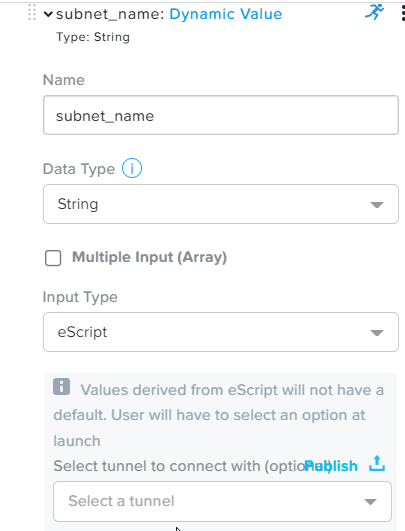 subnet_name: Dynamic Value
Type: String
Name
subnet_name
Data Type
String
Multiple Input (Array)
Input Type
eScript
Values derived from eScript will not have a
default. User will have to select an option at
launch
Select tunnel to connect with (optional) Publish
Select a tunnel